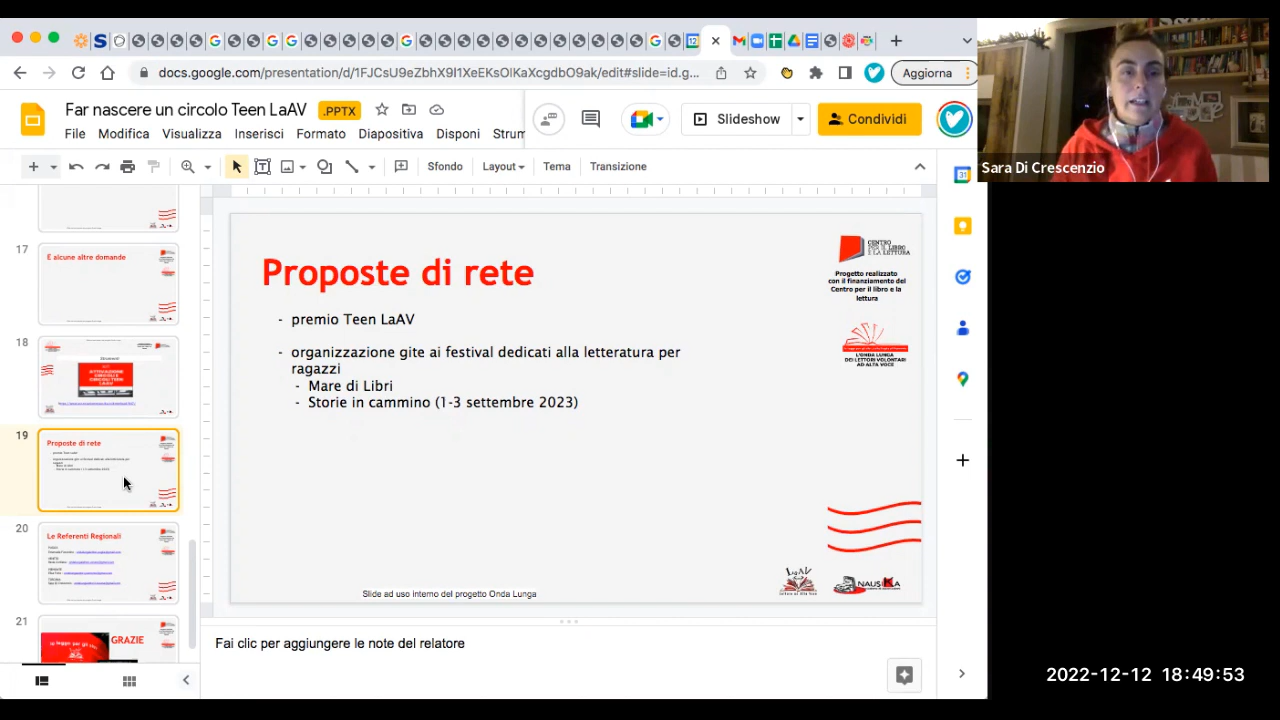 docs.google.com/presentation/d/1FJCsU9eZbhX9I1XeEKsOlKaXcgdbO9ak/edit#slide=id.g...
Aggiorna
Far nascere un circolo Teen LaAV
.PPTX
Slideshow
Condividi
File Modifica Visualizza Inserisci Formato Diapositiva Disponi Strum
Sara Di Crescenzio
Sfondo Layout Tema Transizione
17
E alcune altre domande
18
19
Proposte di rete
20
Le Referenti Regionali
21
GRAZIE
Proposte di rete
- premio Teen LaAV
- organizzazione gite ai festival dedicati alla letteratura per
ragazzi
- Mare di Libri
- Storie in cammino (1-3 settembre 2023)
CENTRO
PER IL LIBRO
E LA LETTURA
Progetto realizzato
con il finanziamento del
Centro per il libro e la
lettura
L'ONDA LUNGA
DEI LETTORI VOLONTARI
AD ALTA VOCE
LaAV
NAUSIKA
Slide ad uso interno del progetto Onda Lunga
Fai clic per aggiungere le note del relatore
2022-12-12 18:49:53